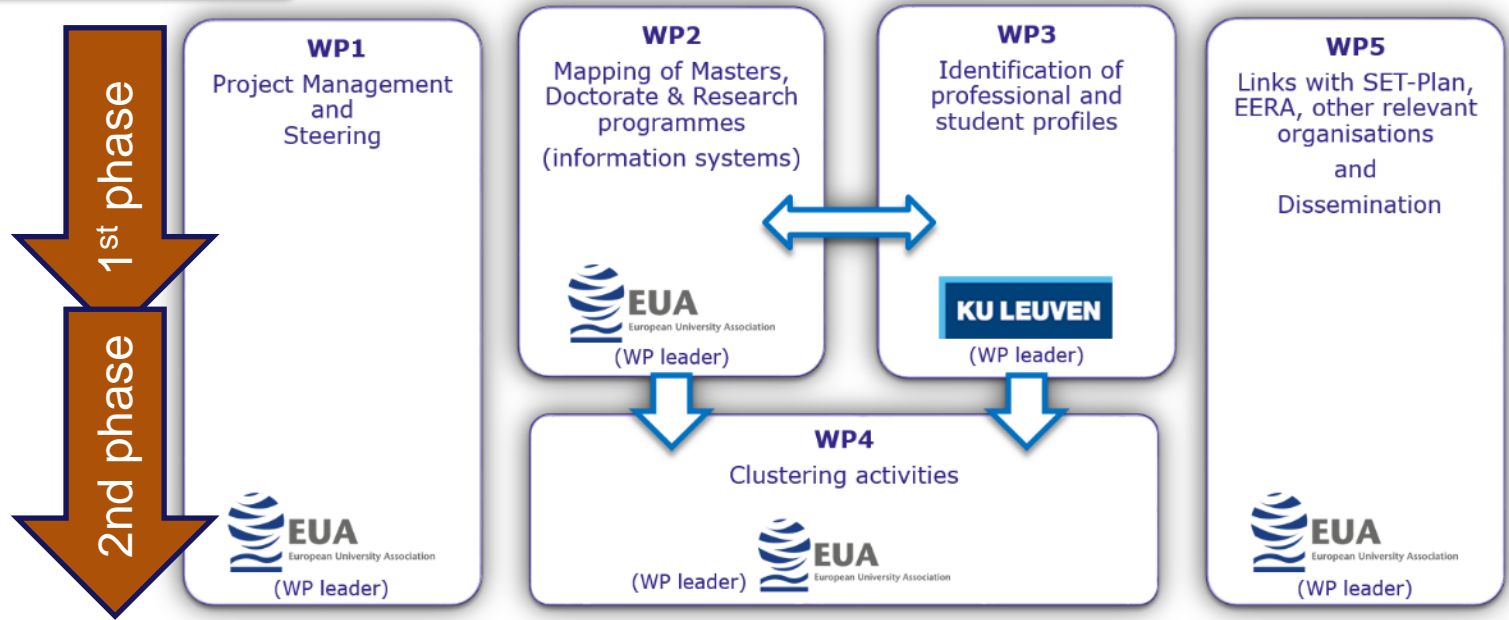 1st phase
2nd phase
WP1
Project Management
and
Steering
EUA
European University Association
(WP leader)
WP2
Mapping of Masters,
Doctorate & Research
programmes
(information systems)
EUA
European University Association
(WP leader)
WP3
Identification of
professional and
student profiles
KU LEUVEN
(WP leader)
WP4
Clustering activities
(WP leader)
EUA
European University Association
WP5
Links with SET-Plan,
EERA, other relevant
organisations
and
Dissemination
EUA
European University Association
(WP leader)